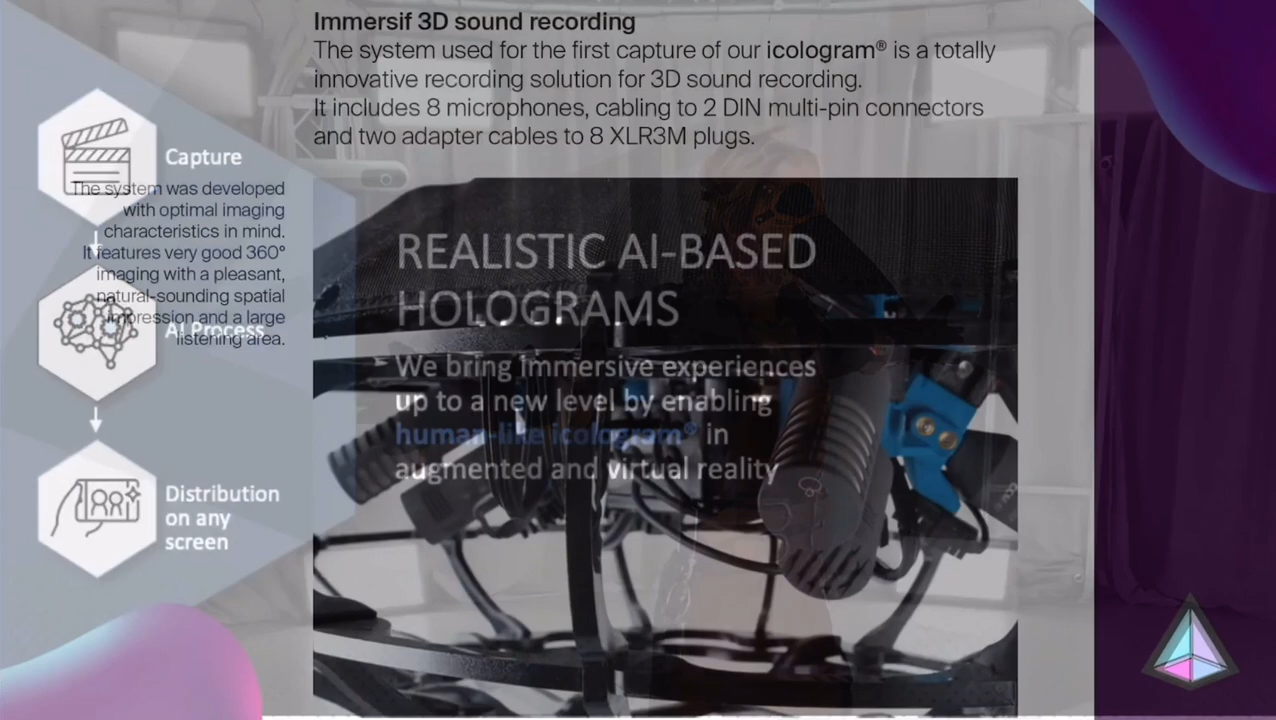 Immersif 3D sound recording
The system used for the first capture of our icologram® is a totally
innovative recording solution for 3D sound recording.
It includes 8 microphones, cabling to 2 DIN multi-pin connectors
and two adapter cables to 8 XLR3M plugs.
Capture
The system was developed
with optimal imaging
characteristics in mind.
It features very good 360°
imaging with a pleasant,
natural-sounding spatial
impression and a large
listening area.
AI Process
Distribution
on any
screen
REALISTIC AI-BASED
HOLOGRAMS
We bring immersive experiences
up to a new level by enabling
human-like icologram® in
augmented and virtual reality